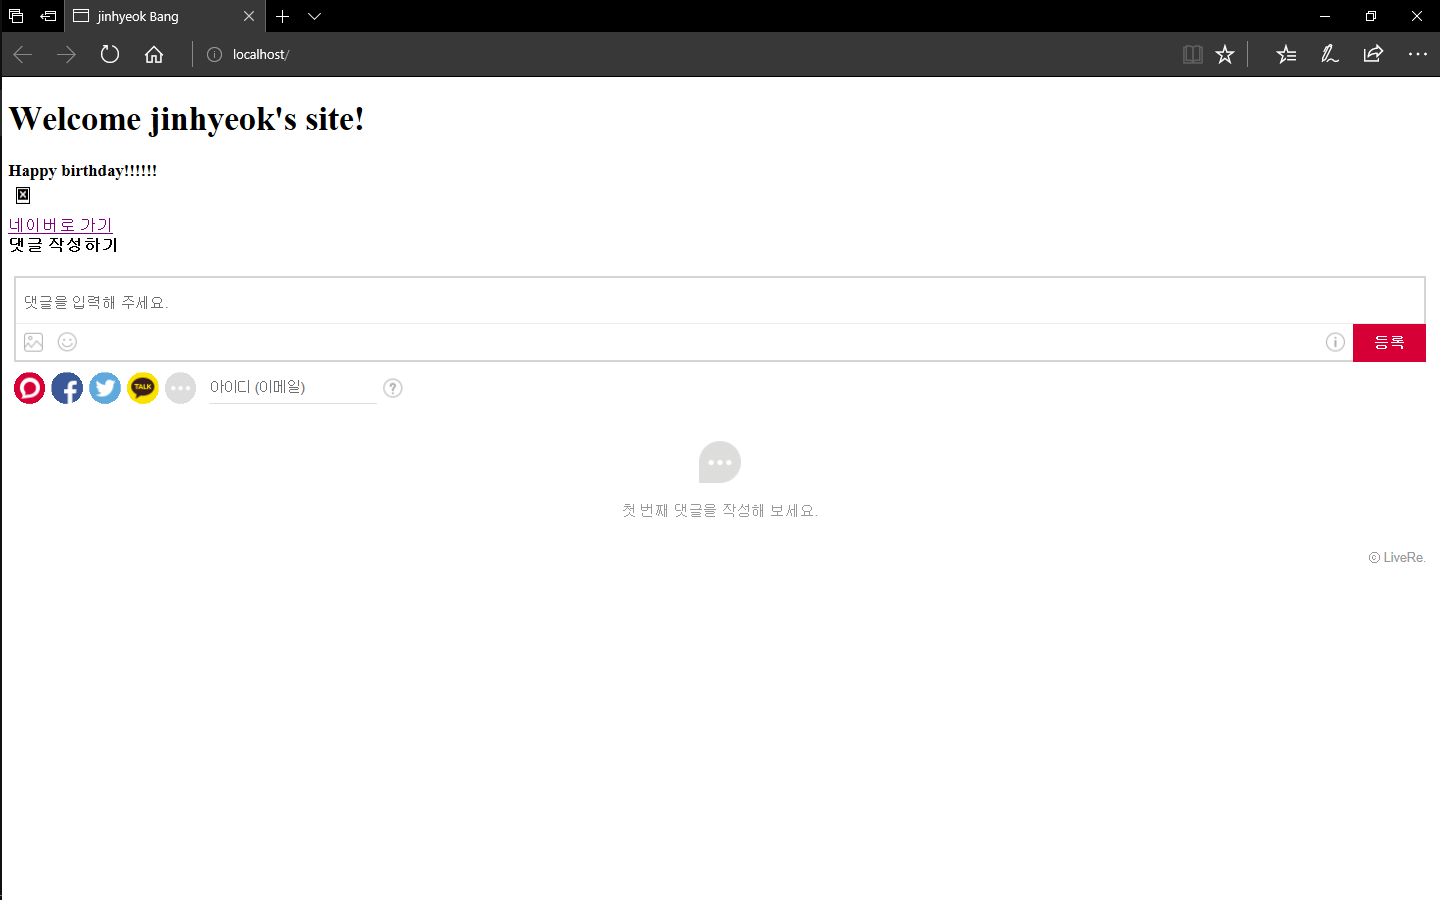 jinhyeok Bang
localhost/
Welcome jinhyeok's site!
Happy birthday!!!!!!
네이버로 가기
댓글 작성하기
댓글을 입력해 주세요.
등록
TALK
아이디 (이메일)
첫 번째 댓글을 작성해 보세요.
ⓒ LiveRe.